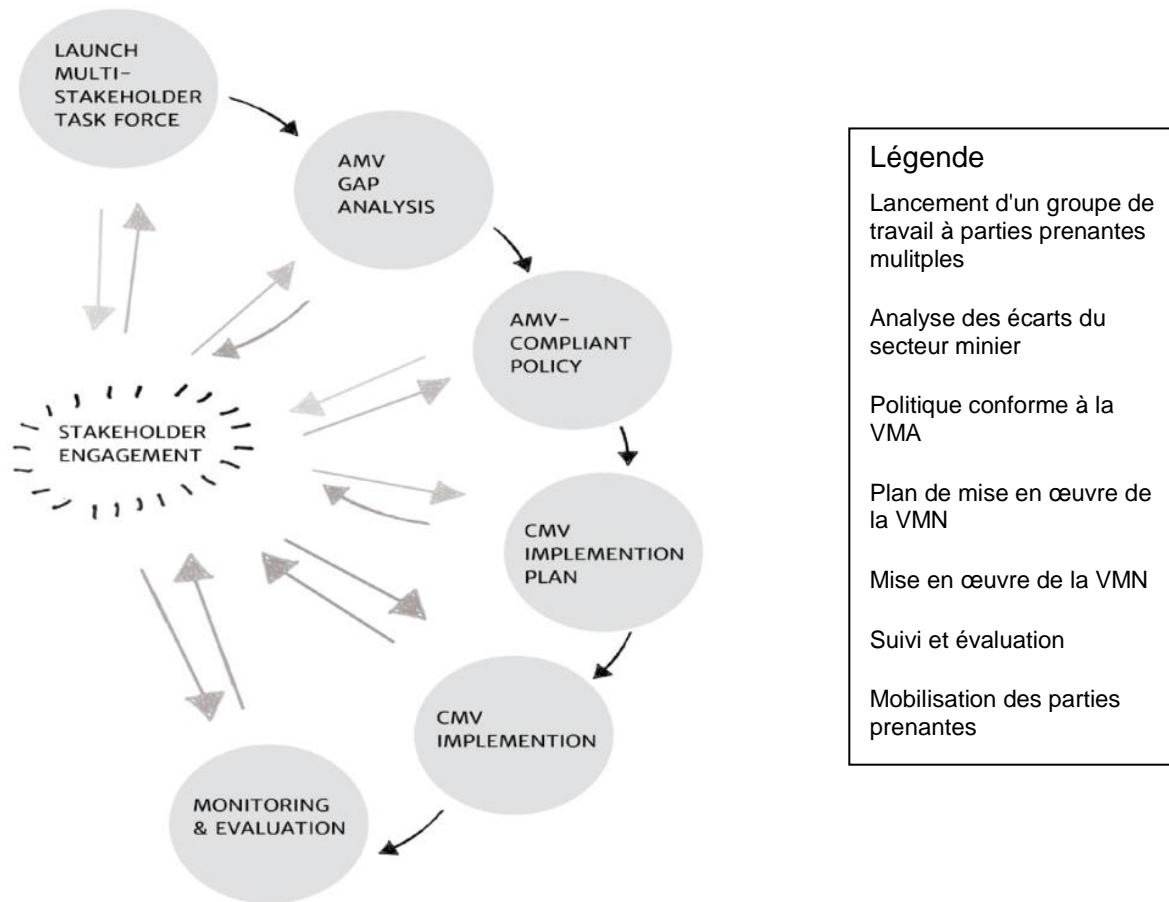 LAUNCH
MULTI-
STAKEHOLDER
TASK FORCE
AMV
GAP
ANALYSIS
AMV-
COMPLIANT
POLICY
STAKEHOLDER
ENGAGEMENT
CMV
IMPLEMENTION
PLAN
CMV
IMPLEMENTION
MONITORING
& EVALUATION
Légende
Lancement d'un groupe de
travail à parties prenantes
mulitples
Analyse des écarts du
secteur minier
Politique conforme à la
VMA
Plan de mise en œuvre de
la VMN
Mise en œuvre de la VMN
Suivi et évaluation
Mobilisation des parties
prenantes